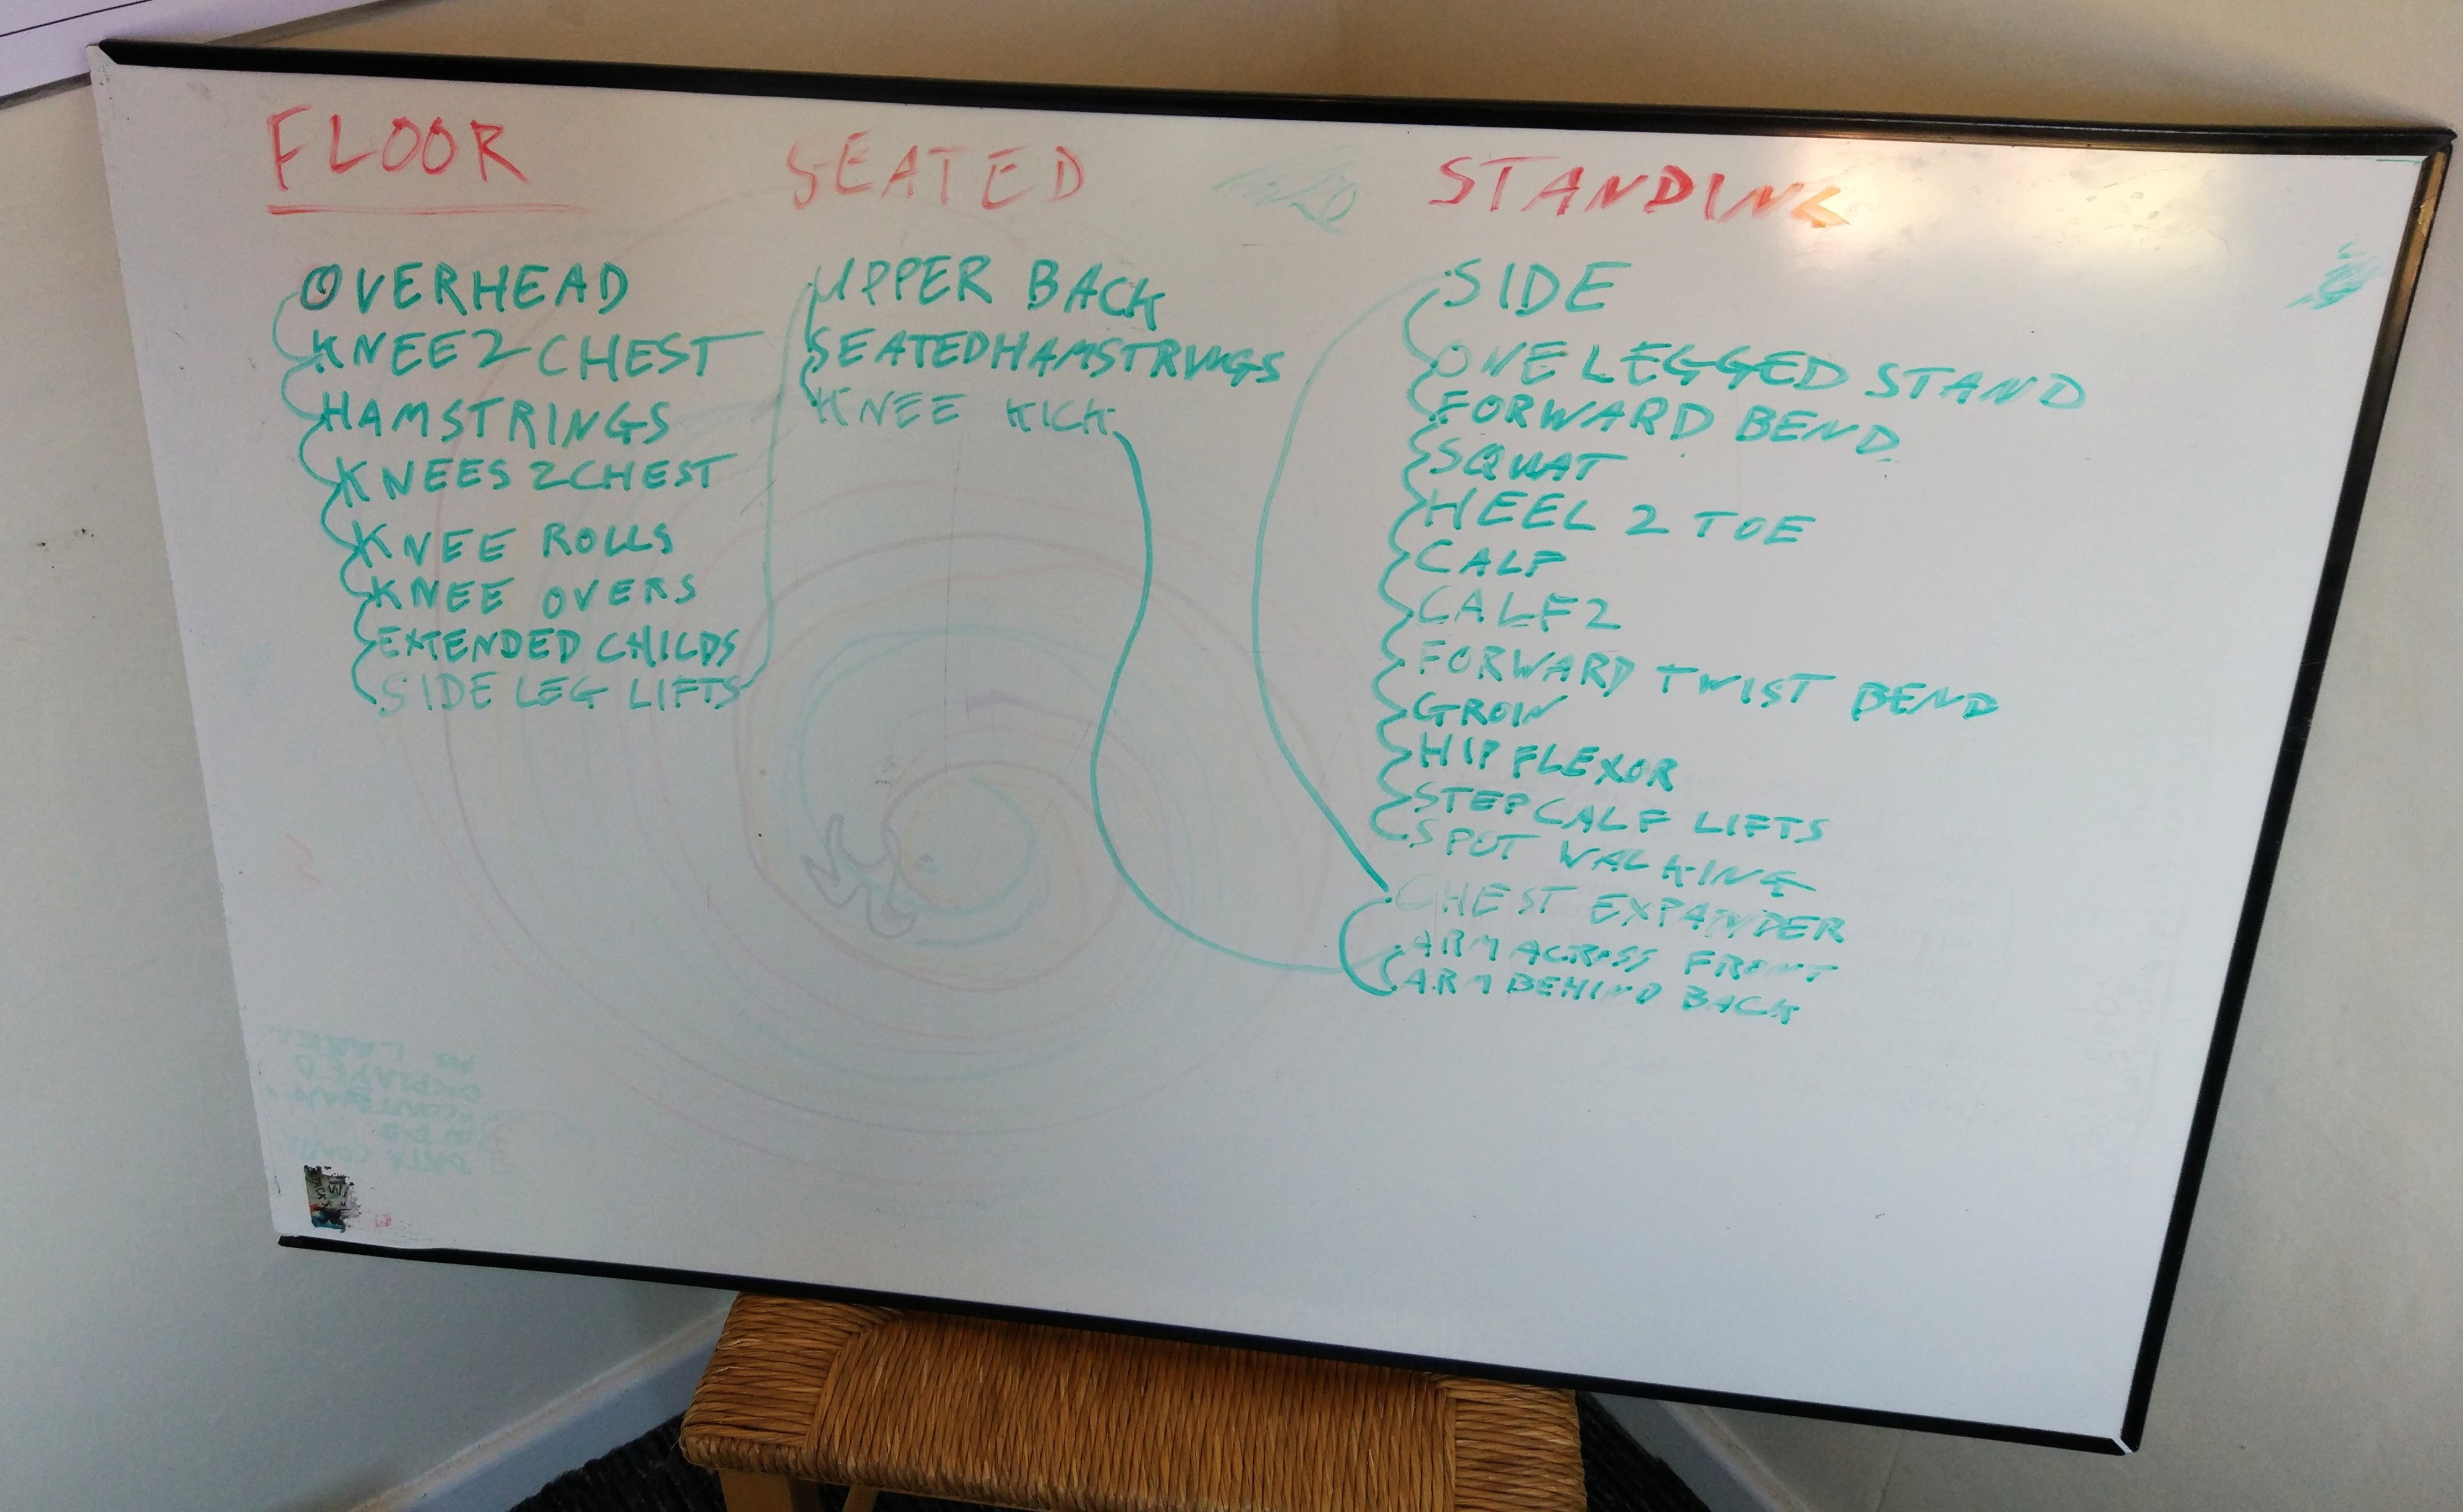 FLOOR
OVERHEAD
KNEE 2 CHEST
HAMSTRINGS
KNEES 2 CHEST
KNEE ROLLS
KNEE OVERS
EXTENDED CHILDS
SIDE LEG LIFTS
SEATED
UPPER BACK
SEATED HAMSTRINGS
KNEE KICK
STANDING
SIDE
ONE LEGGED STAND
FORWARD BEND
SQUAT
HEEL 2 TOE
CALF
CALF 2
FORWARD TWIST BEND
GROIN
HIP FLEXOR
STEP CALF LIFTS
SPOT WALKING
CHEST EXPANDER
ARM ACROSS FRONT
ARM BEHIND BACK